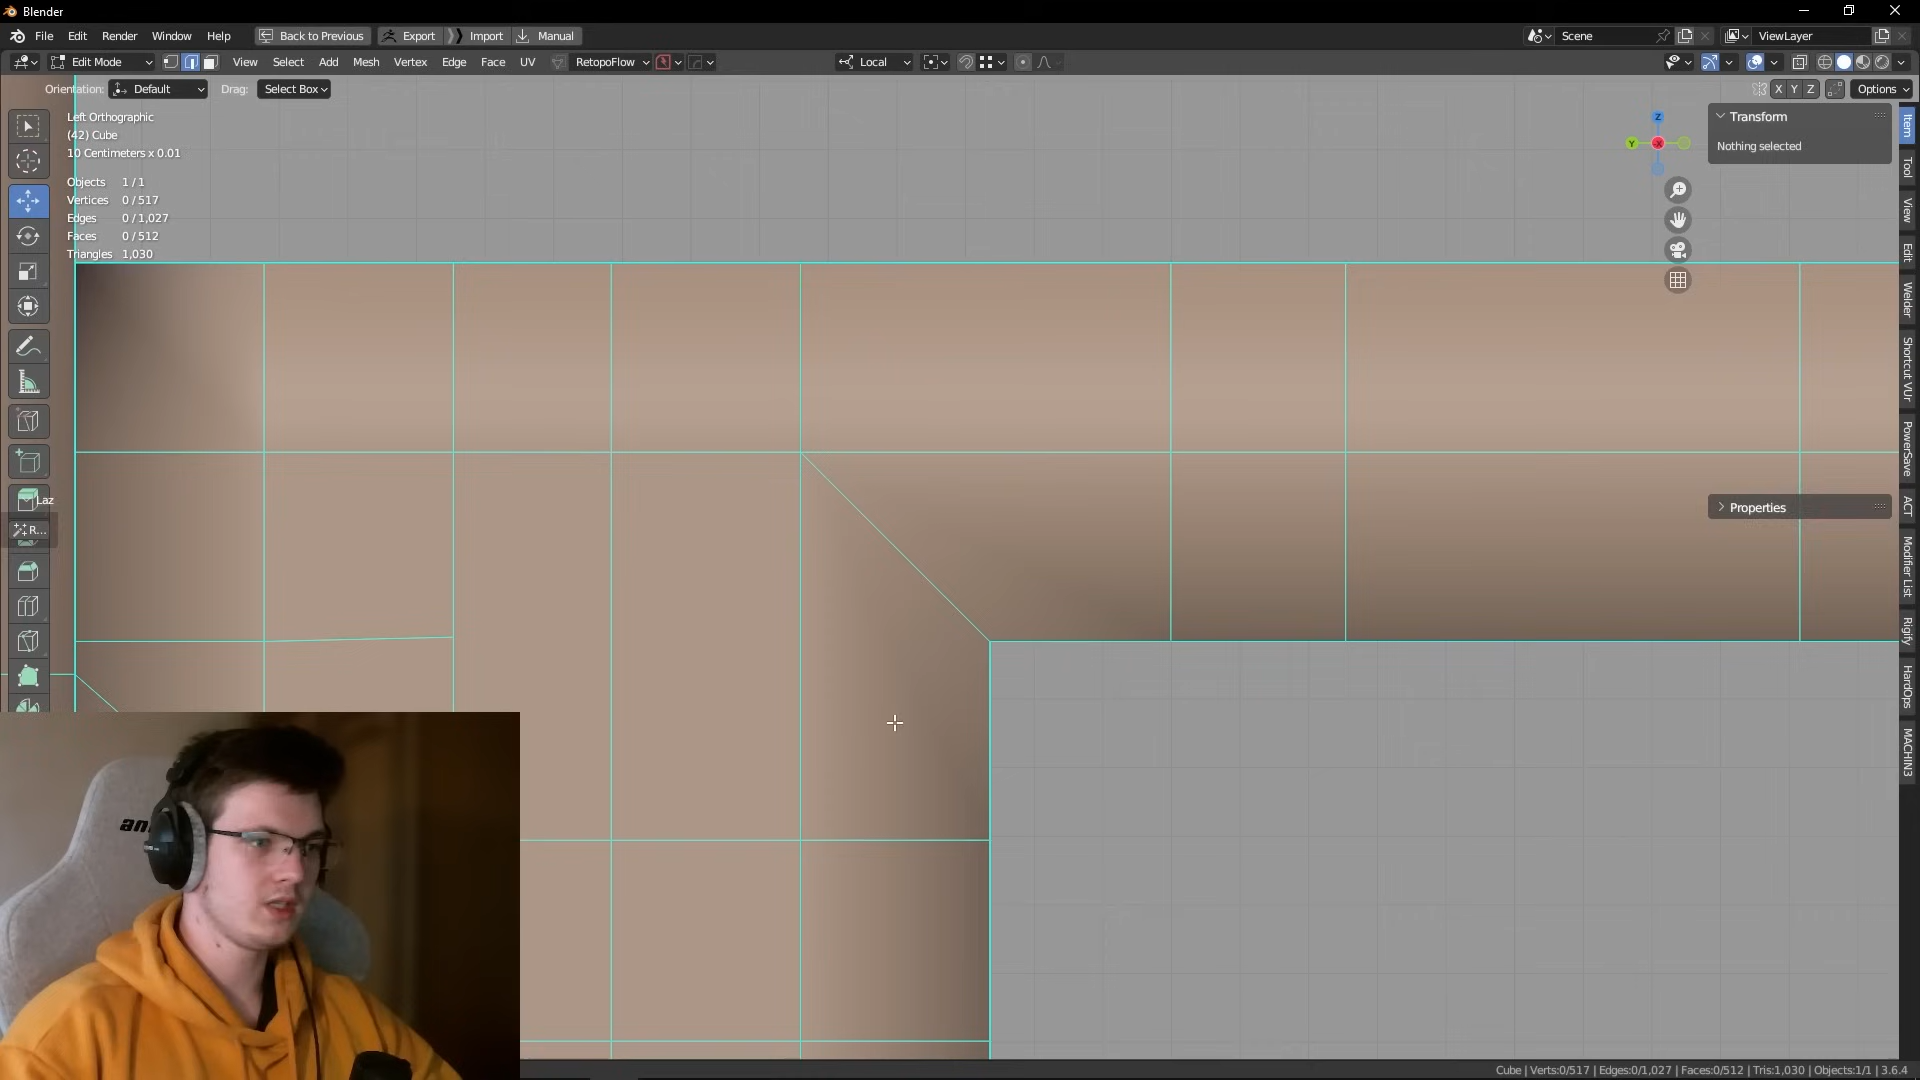 Blender
File Edit Render Window Help Back to Previous Export Import Manual Scene ViewLayer
Edit Mode View Select Add Mesh Vertex Edge Face UV RetopoFlow Local
Orientation: Default Drag: Select Box X Y Z Options
Left Orthographic
(42) Cube
10 Centimeters x 0.01
Objects 1 / 1
Vertices 0 / 517
Edges 0 / 1,027
Faces 0 / 512
Triangles 1,030
Z
Y
-X
Transform
Nothing selected
Properties
Item
Tool
View
Edit
Welder
Shortcut VUr
PowerSave
ACT
Modifier List
Rigify
HardOps
MACHIN3
Laz
R...
Cube | Verts:0/517 | Edges:0/1,027 | Faces:0/512 | Tris:1,030 | Objects:1/1 | 3.6.4